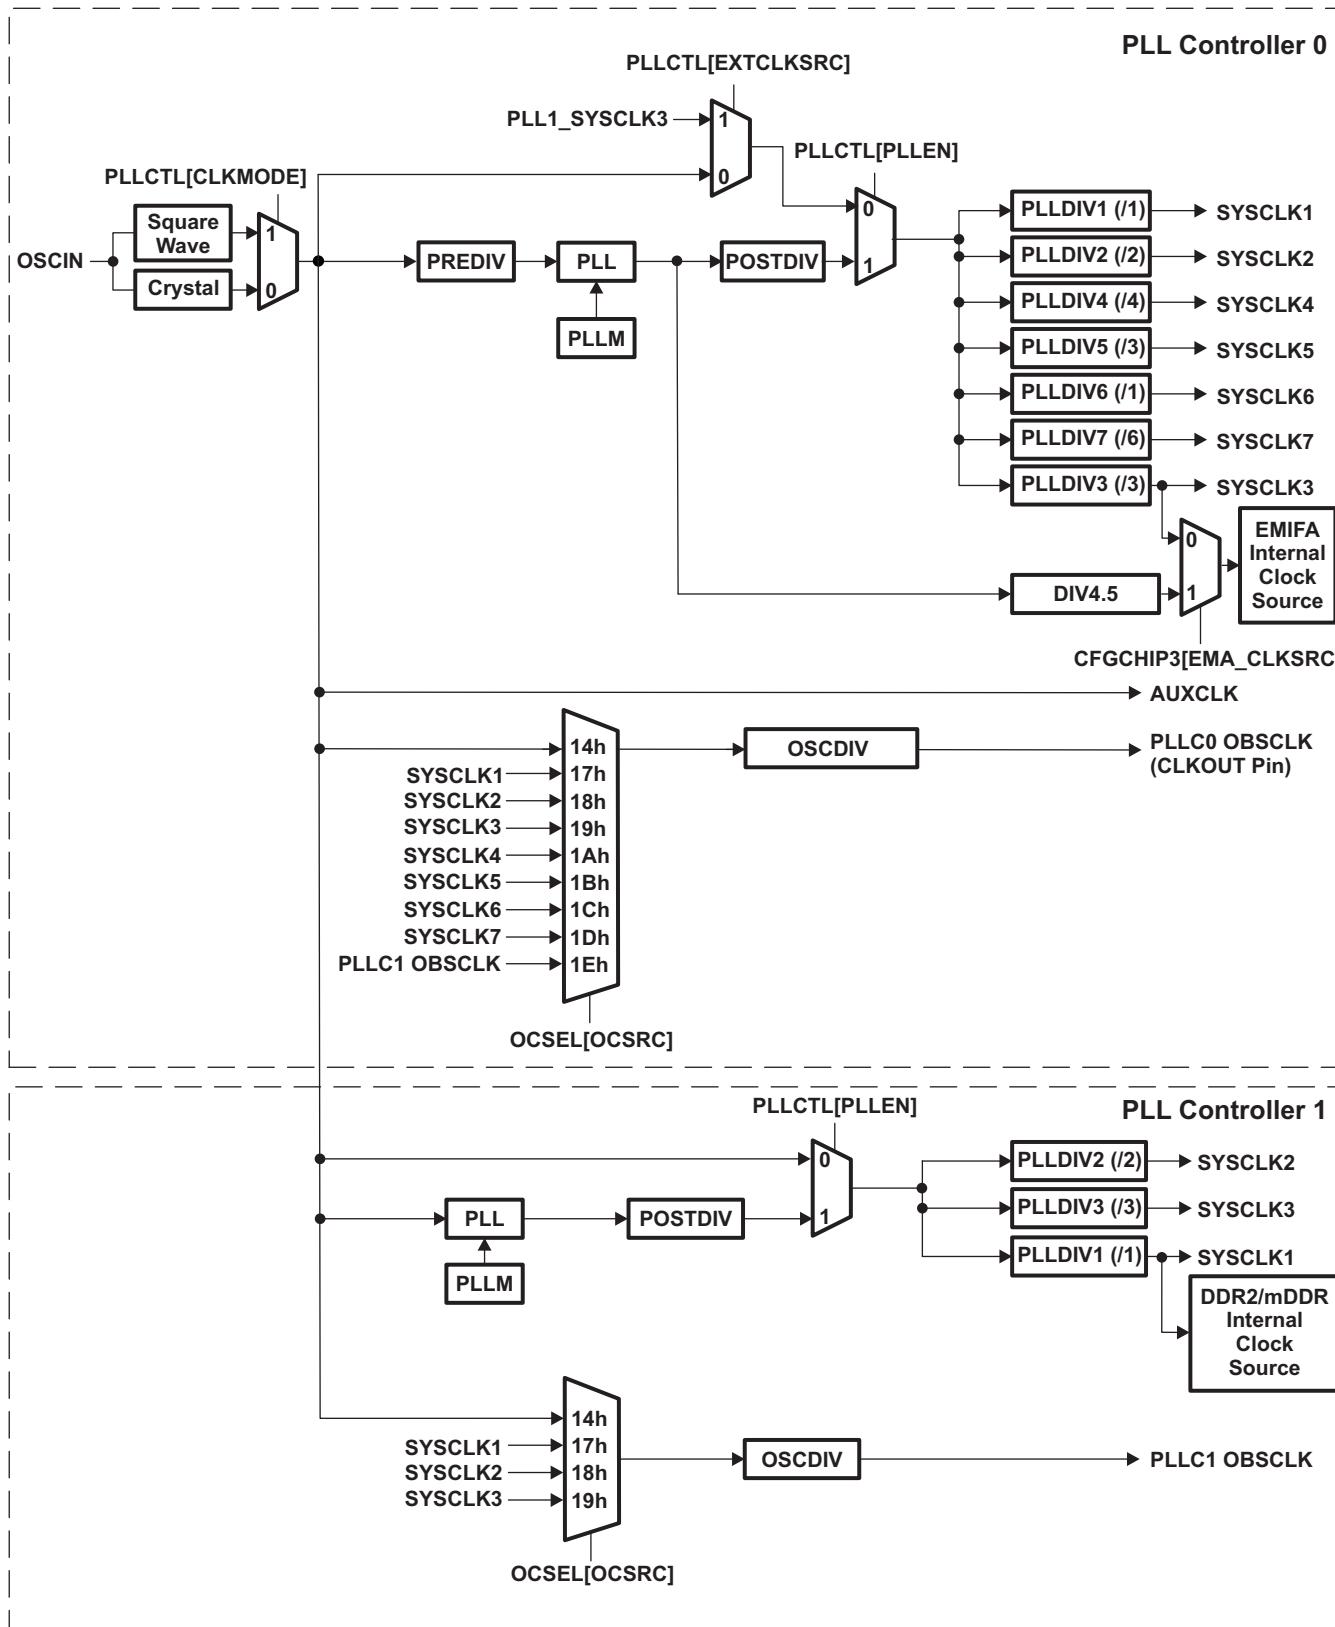 PLL Controller 0
PLLCTL[EXTCLKSRC]
PLL1_SYSCLK3
1
0
PLLCTL[PLLEN]
PLLCTL[CLKMODE]
OSCIN
Square
Wave
Crystal
1
0
PREDIV
PLL
PLLM
POSTDIV
0
1
PLLDIV1 (/1)
SYSCLK1
PLLDIV2 (/2)
SYSCLK2
PLLDIV4 (/4)
SYSCLK4
PLLDIV5 (/3)
SYSCLK5
PLLDIV6 (/1)
SYSCLK6
PLLDIV7 (/6)
SYSCLK7
PLLDIV3 (/3)
SYSCLK3
0
1
EMIFA
Internal
Clock
Source
DIV4.5
CFGCHIP3[EMA_CLKSRC
AUXCLK
14h
OSCDIV
PLLC0 OBSCLK
(CLKOUT Pin)
SYSCLK1
17h
SYSCLK2
18h
SYSCLK3
19h
SYSCLK4
1Ah
SYSCLK5
1Bh
SYSCLK6
1Ch
SYSCLK7
1Dh
PLLC1 OBSCLK
1Eh
OCSEL[OCSRC]
PLL Controller 1
PLLCTL[PLLEN]
0
1
PLL
PLLM
POSTDIV
PLLDIV2 (/2)
SYSCLK2
PLLDIV3 (/3)
SYSCLK3
PLLDIV1 (/1)
SYSCLK1
DDR2/mDDR
Internal
Clock
Source
14h
SYSCLK1
17h
SYSCLK2
18h
SYSCLK3
19h
OSCDIV
PLLC1 OBSCLK
OCSEL[OCSRC]